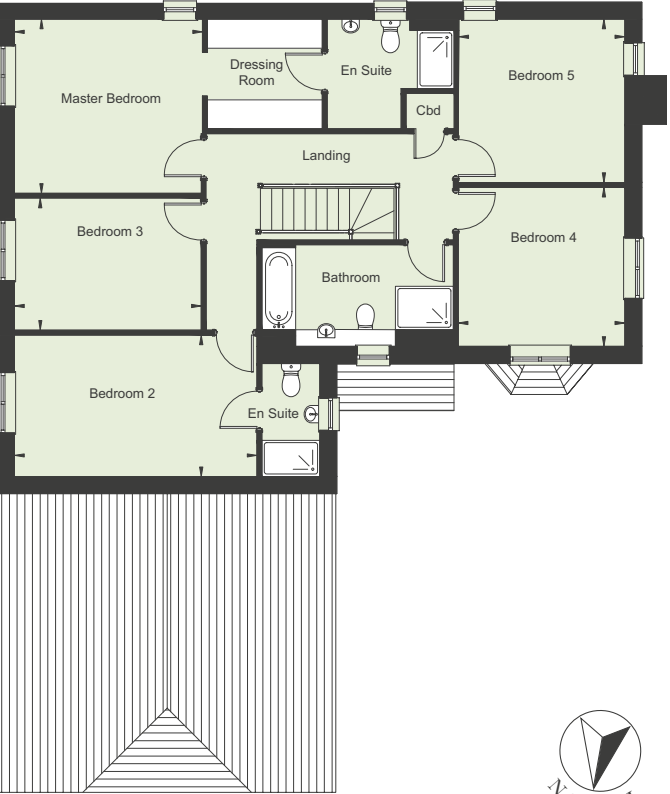 Master Bedroom
Dressing
Room
En Suite
Cbd
Bedroom 5
Landing
Bedroom 3
Bedroom 4
Bathroom
Bedroom 2
En Suite
N